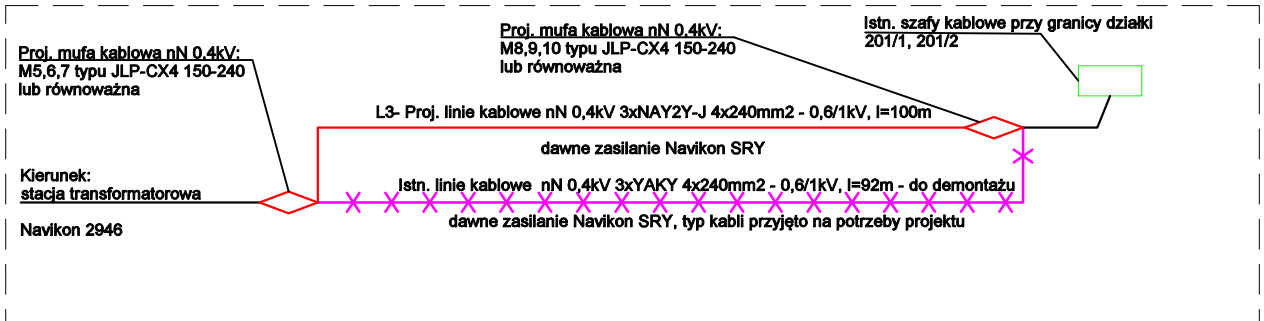 Proj. mufa kablowa nN 0,4kV:
M5,6,7 typu JLP-CX4 150-240
lub równoważna
Proj. mufa kablowa nN 0,4kV:
M8,9,10 typu JLP-CX4 150-240
lub równoważna
Istn. szafy kablowe przy granicy działki
201/1, 201/2
L3- Proj. linie kablowe nN 0,4kV 3xNAY2Y-J 4x240mm2 - 0,6/1kV, l=100m
dawne zasilanie Navikon SRY
Kierunek:
stacja transformatorowa
Navikon 2946
Istn. linie kablowe nN 0,4kV 3xYAKY 4x240mm2 - 0,6/1kV, l=92m - do demontażu
dawne zasilanie Navikon SRY, typ kabli przyjęto na potrzeby projektu